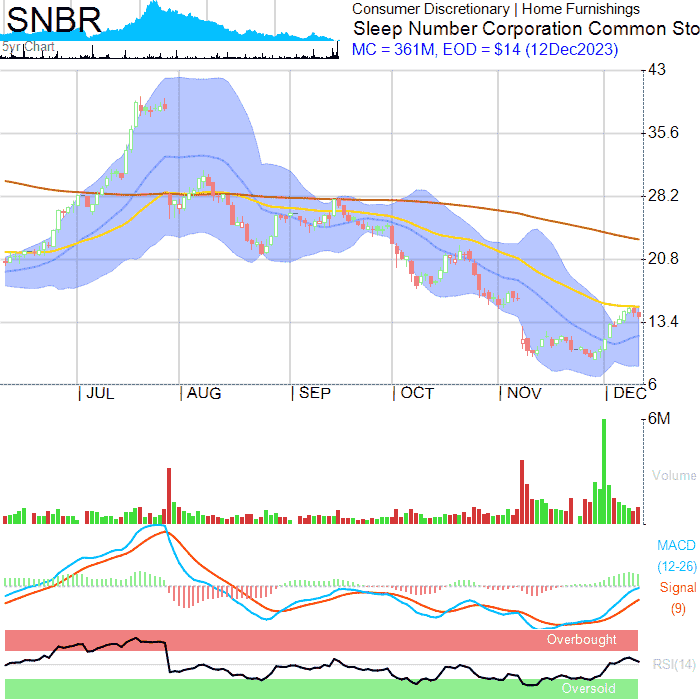 SNBR
5yr Chart
Consumer Discretionary | Home Furnishings
Sleep Number Corporation Common Sto
MC = 361M, EOD = $14 (12Dec2023)
43
35.6
28.2
20.8
13.4
6
JUL
AUG
SEP
OCT
NOV
DEC
6M
Volume
MACD
(12-26)
Signal
(9)
Overbought
RSI(14)
Oversold